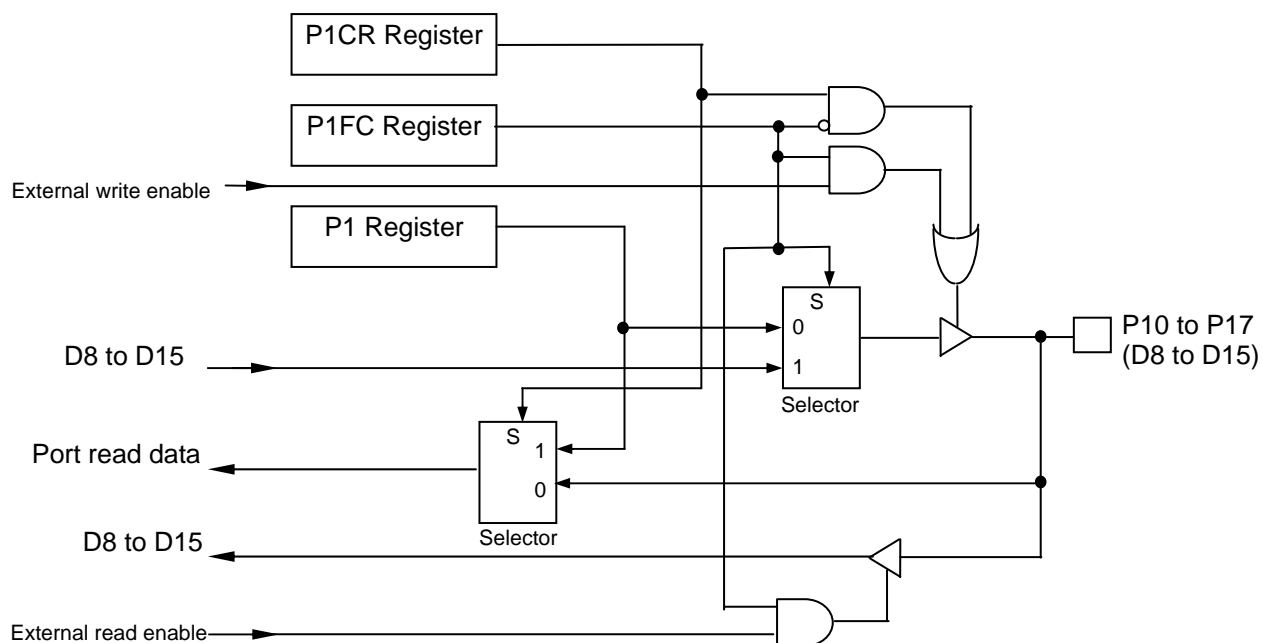 P1CR Register
P1FC Register
External write enable
P1 Register
S
0
1
Selector
P10 to P17
(D8 to D15)
D8 to D15
S
1
0
Selector
Port read data
D8 to D15
External read enable